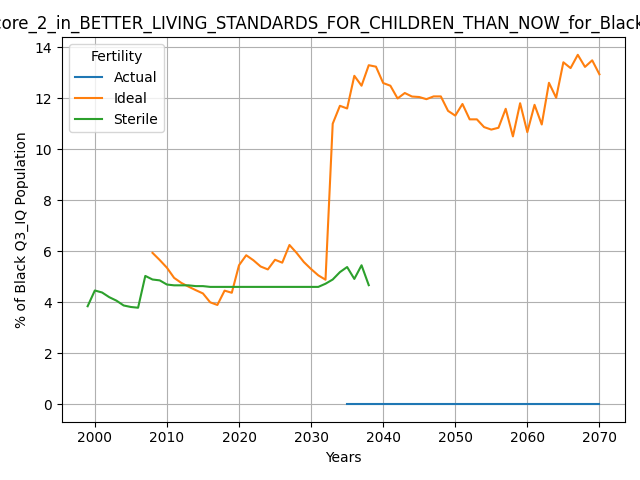 core_2_in_BETTER_LIVING_STANDARDS_FOR_CHILDREN_THAN_NOW_for_Black
Fertility
Actual
Ideal
Sterile
% of Black Q3_IQ Population
14
12
10
8
6
4
2
0
2000 2010 2020 2030 2040 2050 2060 2070
Years